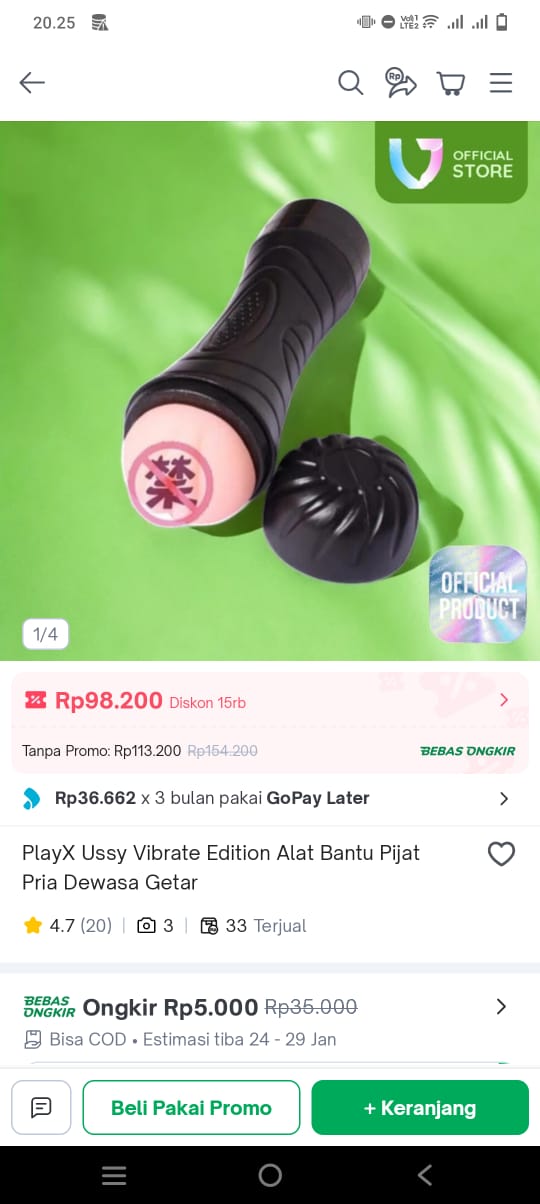 20.25
Vo) 1
LTE2
Rp
OFFICIAL
STORE
禁
OFFICIAL
PRODUCT
1/4
Rp98.200 Diskon 15rb
Tanpa Promo: Rp113.200 Rp154.200
BEBAS ONGKIR
Rp36.662 x 3 bulan pakai GoPay Later
PlayX Ussy Vibrate Edition Alat Bantu Pijat
Pria Dewasa Getar
4.7 (20) | 3 | 33 Terjual
BEBAS
ONGKIR
Ongkir Rp5.000 Rp35.000
Bisa COD • Estimasi tiba 24 - 29 Jan
Beli Pakai Promo
+ Keranjang